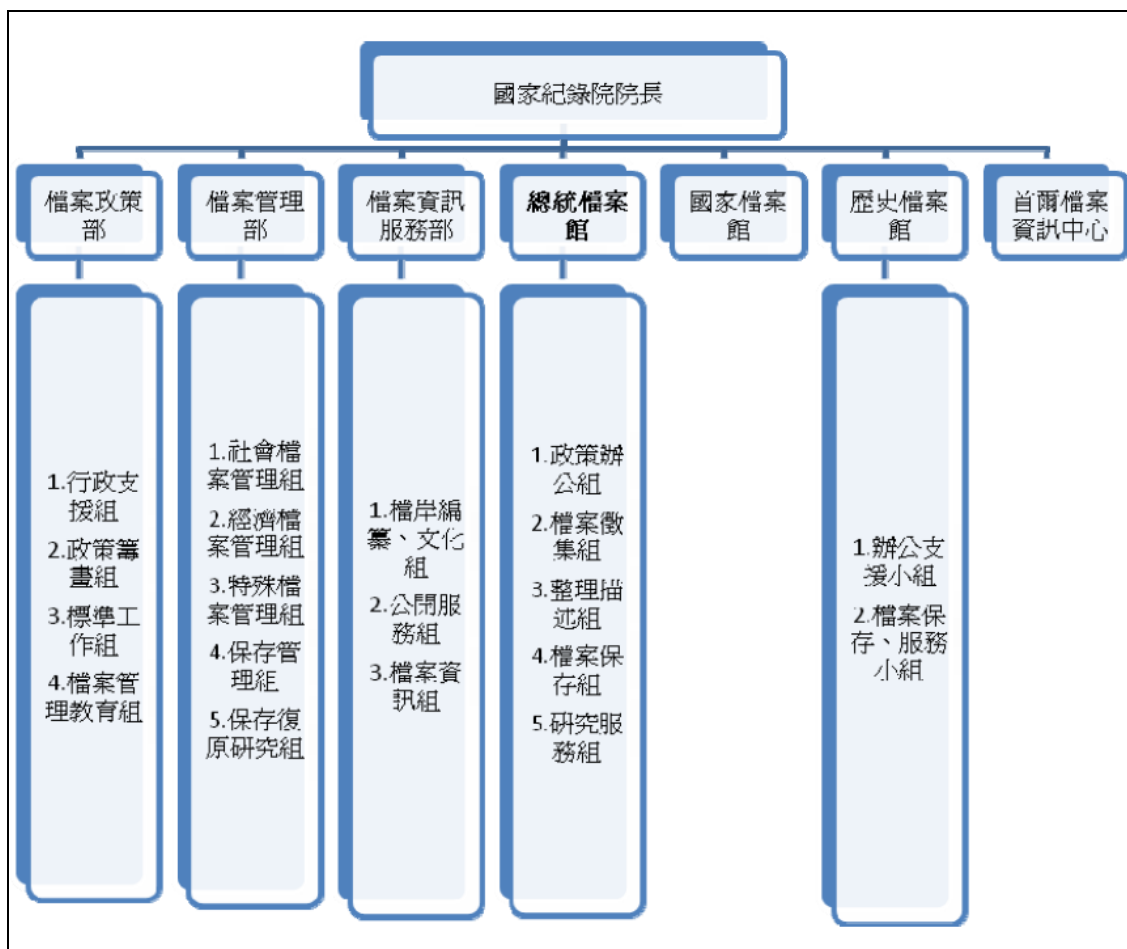 國家紀錄院院長
檔案政策
部
檔案管理
部
檔案資訊
服務部
總統檔案
館
國家檔案
館
歷史檔案
館
首爾檔案
資訊中心
1.行政支
援組
2.政策籌
畫組
3.標準工
作組
4.檔案管
理教育組
1.社會檔
案管理組
2.經濟檔
案管理組
3.特殊檔
案管理組
4.保存管
理組
5.保存復
原研究組
1.檔岸編
纂、文化
組
2.公開服
務組
3.檔案資
訊組
1.政策辦
公組
2.檔案徵
集組
3.整理描
述組
4.檔案保
存組
5.研究服
務組
1.辦公支
援小組
2.檔案保
存、服務
小組